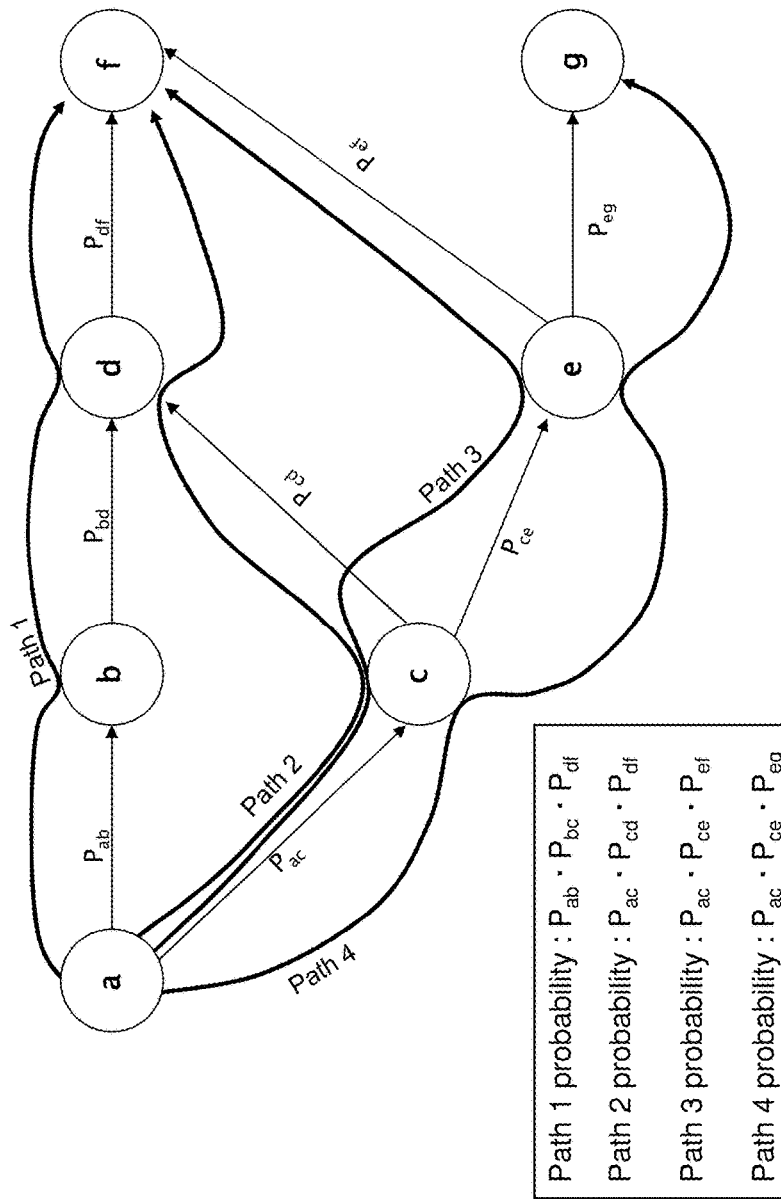 a
b
c
d
e
f
g
P_ab
P_ac
P_bd
P_cd
P_ce
P_df
P_ef
P_eg
Path 1
Path 2
Path 3
Path 4
Path 1 probability : P_ab · P_bc · P_df
Path 2 probability : P_ac · P_cd · P_df
Path 3 probability : P_ac · P_ce · P_ef
Path 4 probability : P_ac · P_ce · P_eg